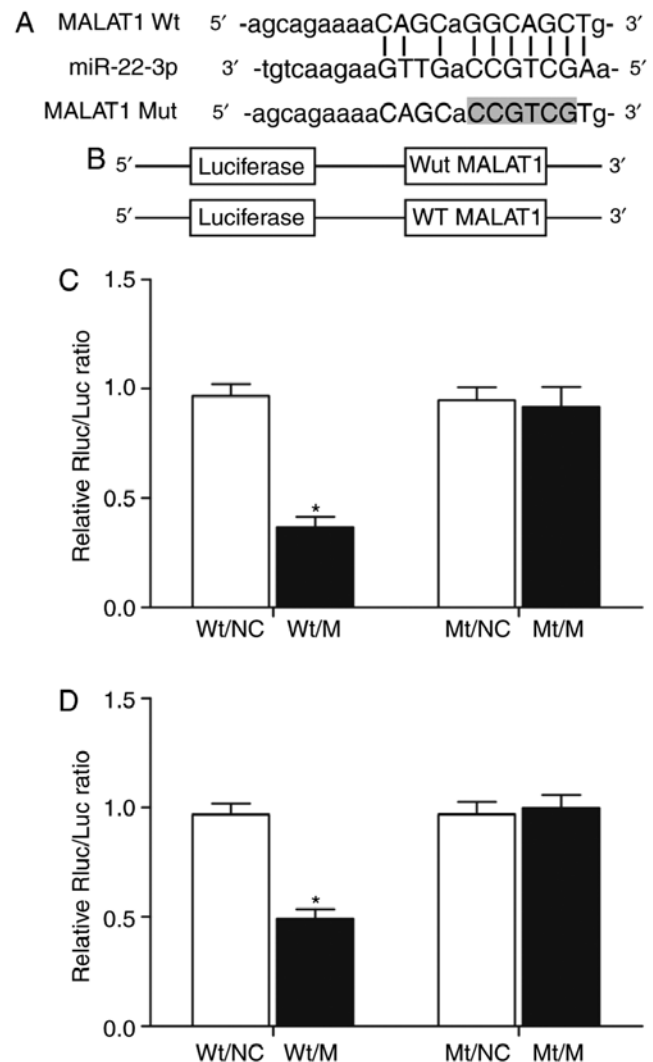 A
MALAT1 Wt 5′ -agcagaaaaCAGCaGGCAGCTg- 3′
miR-22-3p 3′ -tgtcaagaaGTTGaCCGTCGAa- 5′
MALAT1 Mut 5′ -agcagaaaaCAGCaCCGTCGTg- 3′
B
5′ Luciferase Wut MALAT1 3′
5′ Luciferase WT MALAT1 3′
C
Relative Rluc/Luc ratio
1.5
1.0
0.5
0.0
*
Wt/NC Wt/M Mt/NC Mt/M
D
Relative Rluc/Luc ratio
1.5
1.0
0.5
0.0
*
Wt/NC Wt/M Mt/NC Mt/M